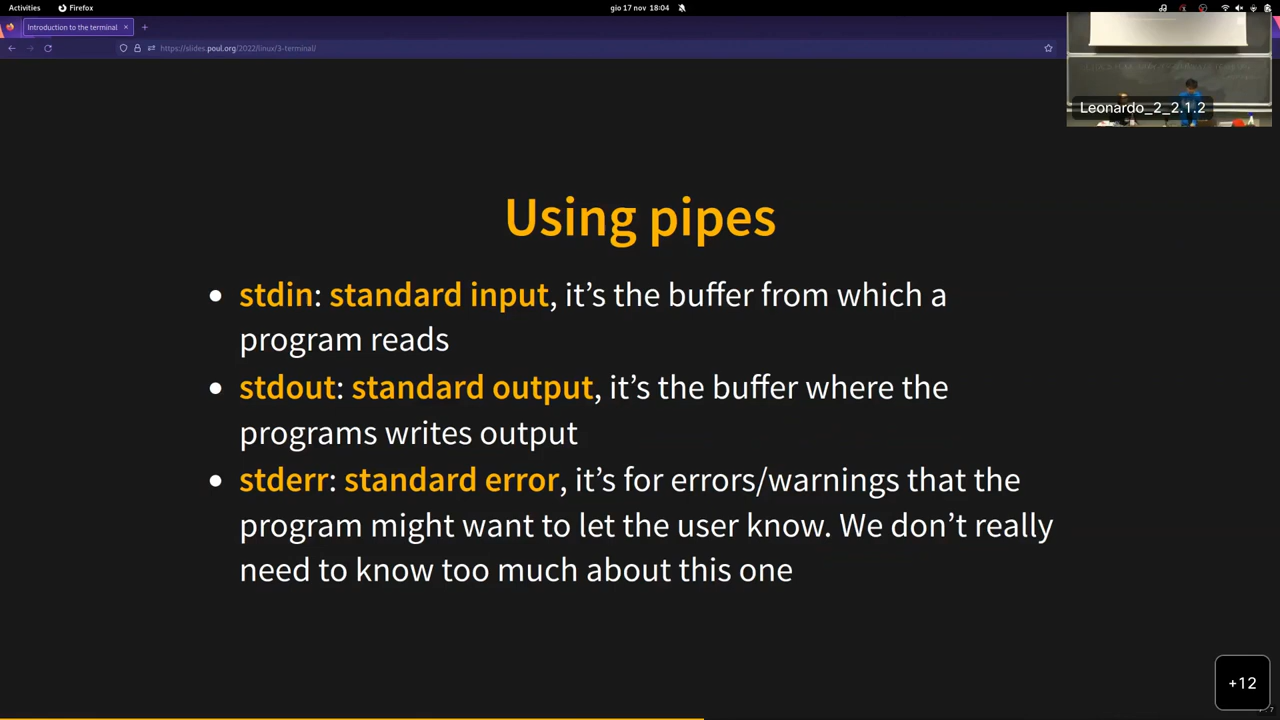 Activities
Firefox
gio 17 nov 18:04
Introduction to the terminal
https://slides.poul.org/2022/linux/3-terminal/
Leonardo_2_2.1.2
Using pipes
stdin: standard input, it's the buffer from which a
program reads
stdout: standard output, it's the buffer where the
programs writes output
stderr: standard error, it's for errors/warnings that the
program might want to let the user know. We don't really
need to know too much about this one
+12